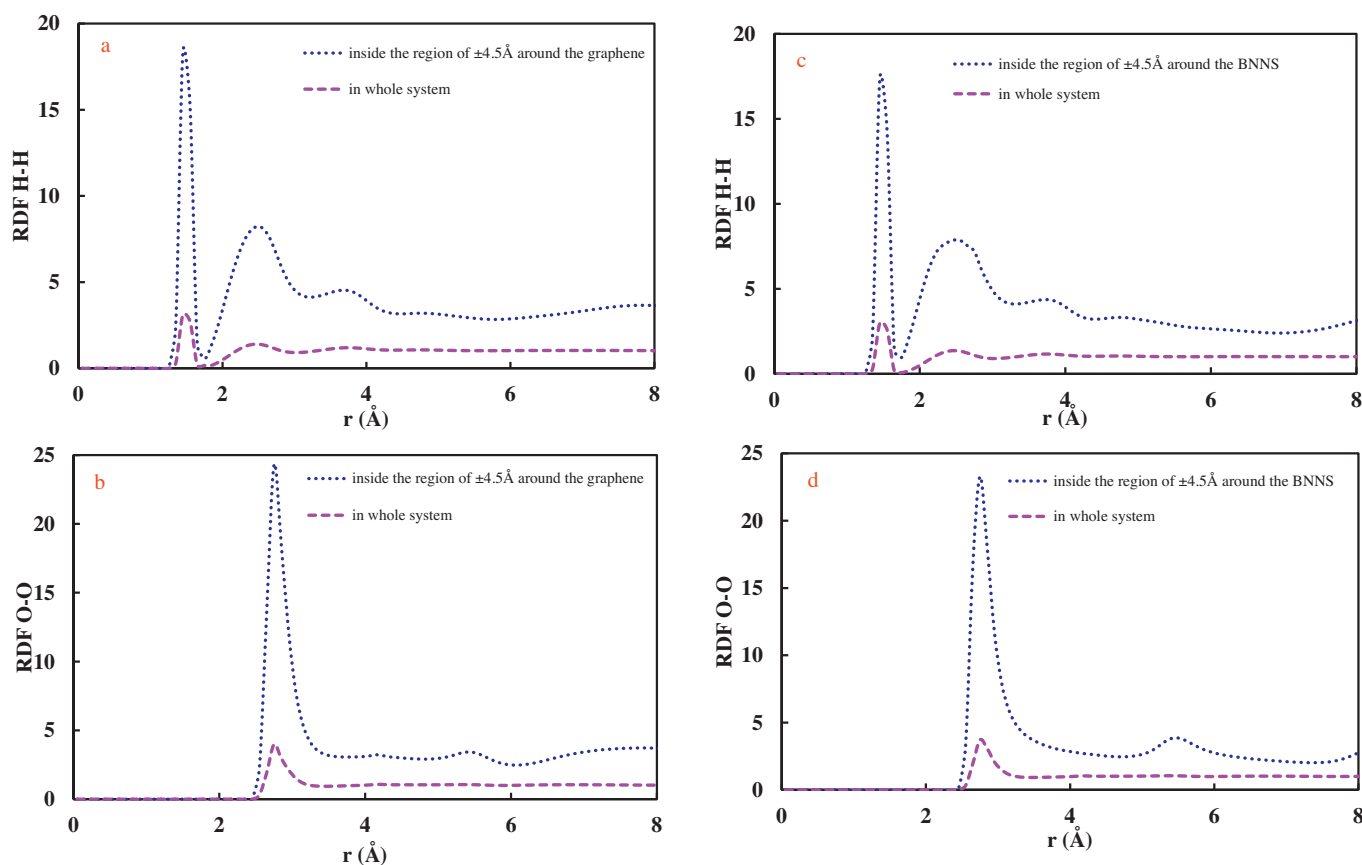 a
inside the region of ±4.5Å around the graphene
in whole system
RDF H-H
20
15
10
5
0
0 2 4 6 8
r (Å)
c
inside the region of ±4.5Å around the BNNS
in whole system
RDF H-H
20
15
10
5
0
0 2 4 6 8
r (Å)
b
inside the region of ±4.5Å around the graphene
in whole system
RDF O-O
25
20
15
10
5
0
0 2 4 6 8
r (Å)
d
inside the region of ±4.5Å around the BNNS
in whole system
RDF O-O
25
20
15
10
5
0
0 2 4 6 8
r (Å)